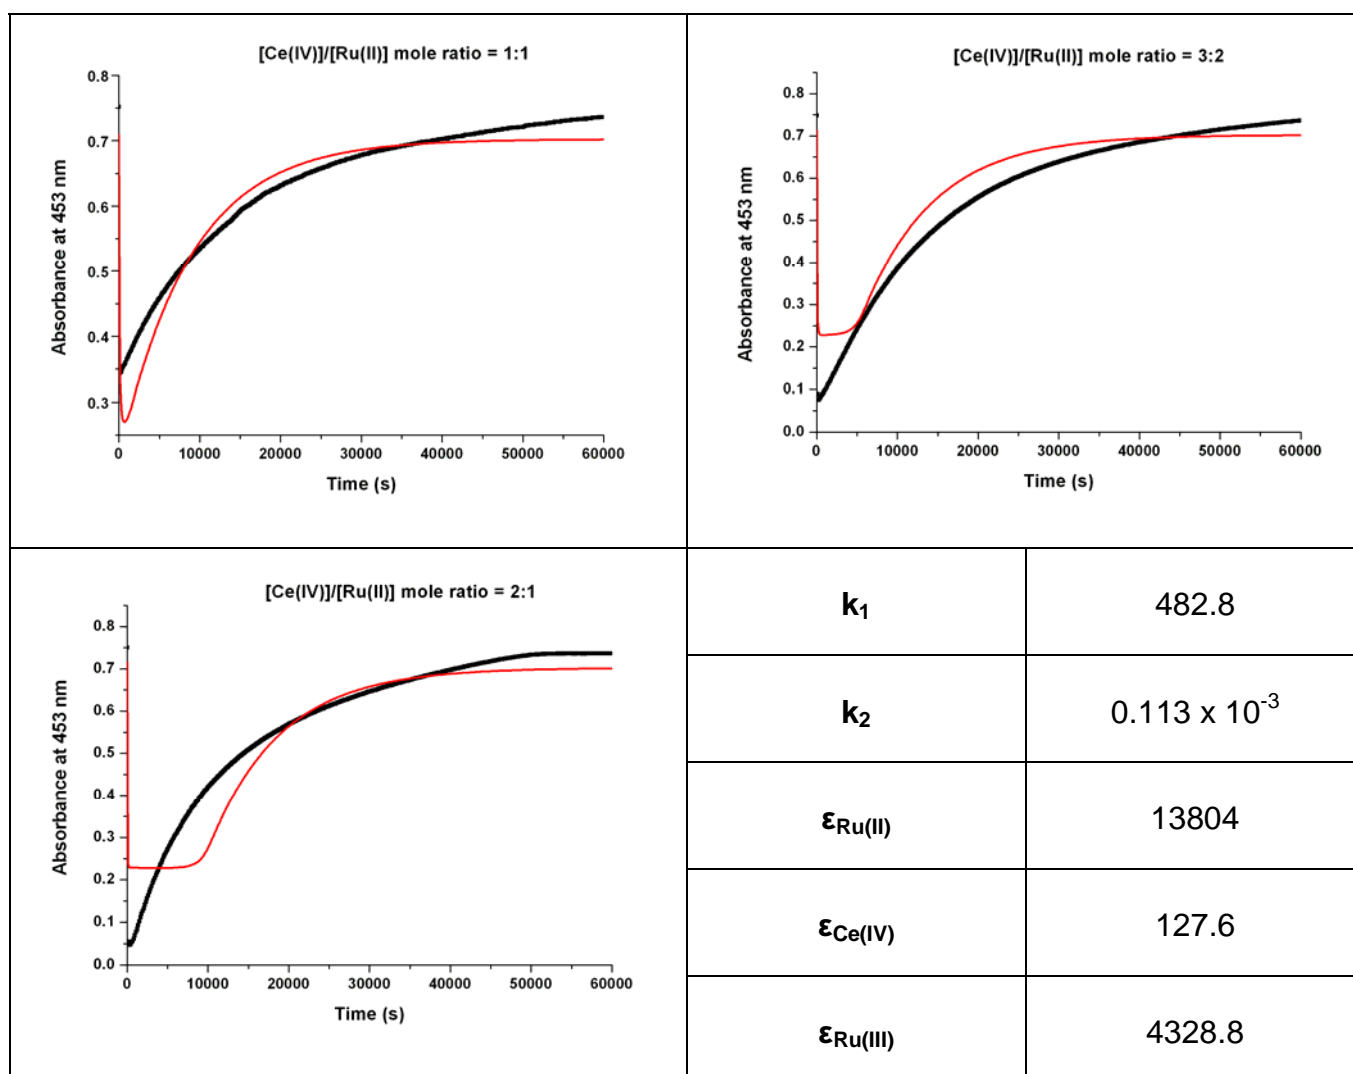 [Ce(IV)]/[Ru(II)] mole ratio = 1:1
0.8
0.7
0.6
0.5
0.4
0.3
Absorbance at 453 nm
0 10000 20000 30000 40000 50000 60000
Time (s)
[Ce(IV)]/[Ru(II)] mole ratio = 3:2
0.8
0.7
0.6
0.5
0.4
0.3
0.2
0.1
0.0
Absorbance at 453 nm
0 10000 20000 30000 40000 50000 60000
Time (s)
[Ce(IV)]/[Ru(II)] mole ratio = 2:1
0.8
0.7
0.6
0.5
0.4
0.3
0.2
0.1
0.0
Absorbance at 453 nm
0 10000 20000 30000 40000 50000 60000
Time (s)
k₁ 482.8
k₂ 0.113 x 10⁻³
ε_Ru(II) 13804
ε_Ce(IV) 127.6
ε_Ru(III) 4328.8